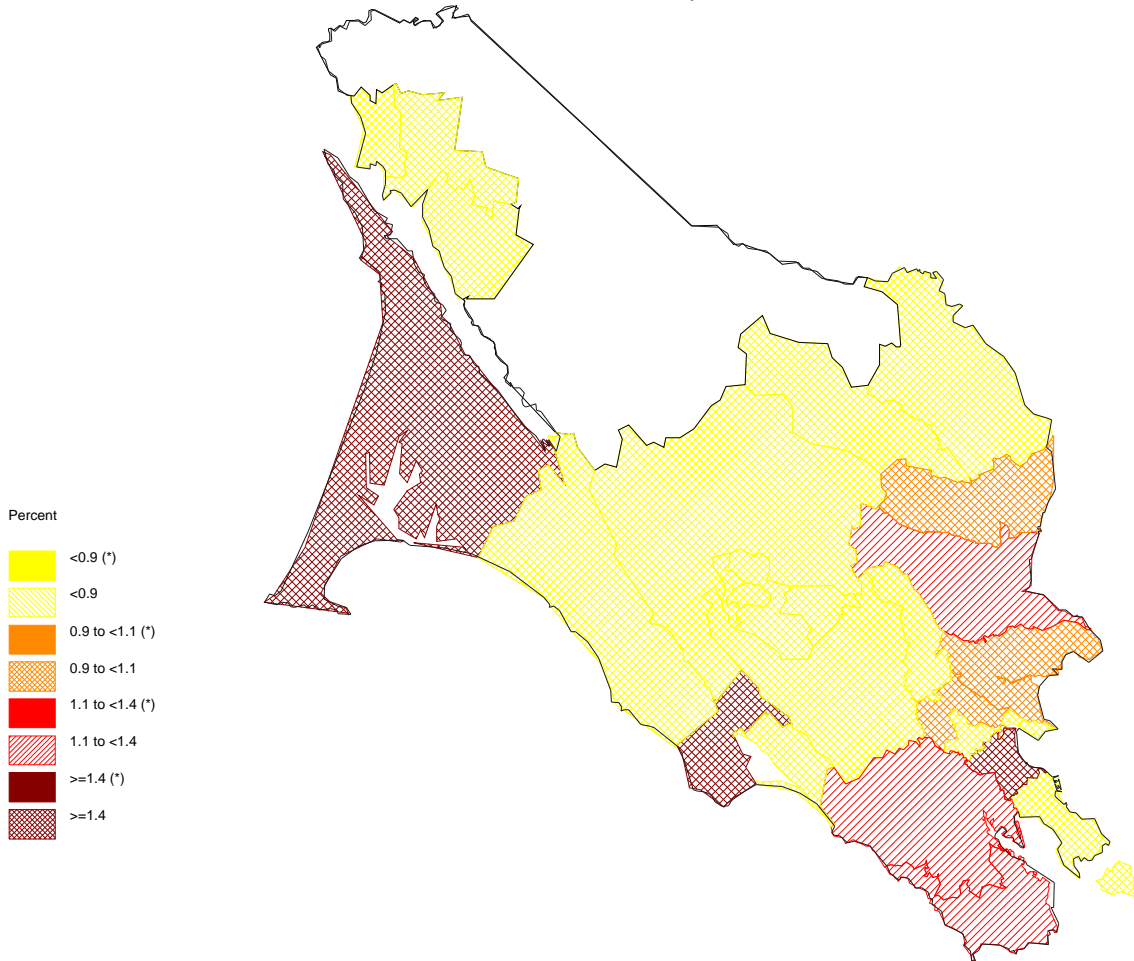 Percent
<0.9 (*)
<0.9
0.9 to <1.1 (*)
0.9 to <1.1
1.1 to <1.4 (*)
1.1 to <1.4
>=1.4 (*)
>=1.4